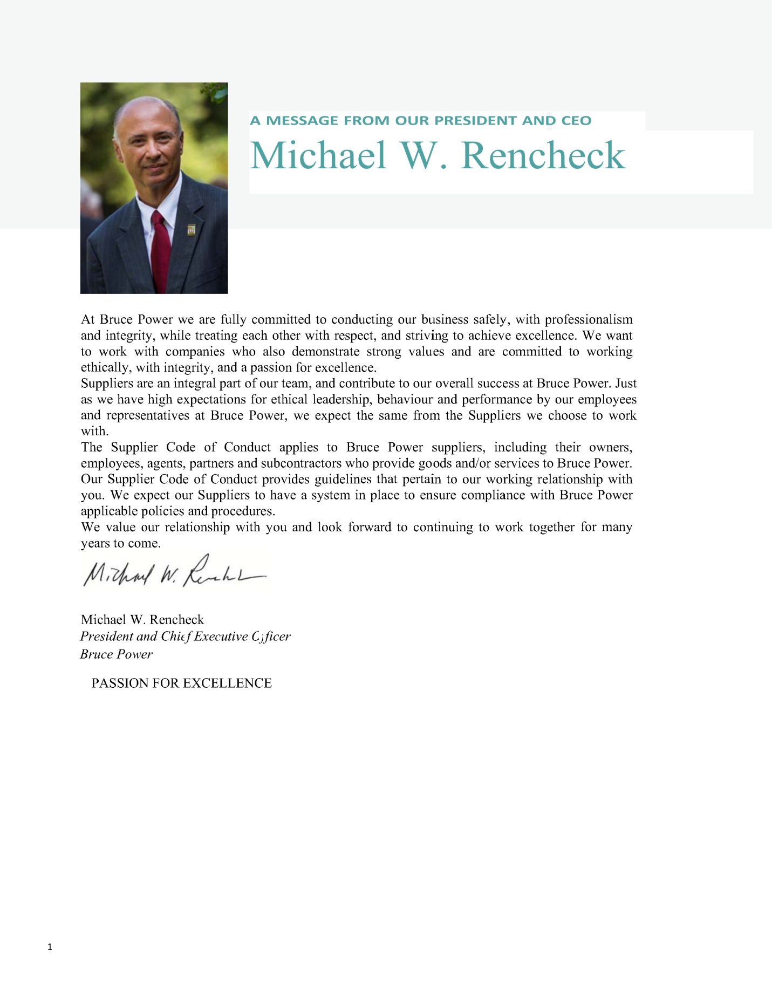 A MESSAGE FROM OUR PRESIDENT AND CEO
Michael W. Rencheck
At Bruce Power we are fully committed to conducting our business safely, with professionalism
and integrity, while treating each other with respect, and striving to achieve excellence. We want
to work with companies who also demonstrate strong values and are committed to working
ethically, with integrity, and a passion for excellence.
Suppliers are an integral part of our team, and contribute to our overall success at Bruce Power. Just
as we have high expectations for ethical leadership, behaviour and performance by our employees
and representatives at Bruce Power, we expect the same from the Suppliers we choose to work
with.
The Supplier Code of Conduct applies to Bruce Power suppliers, including their owners,
employees, agents, partners and subcontractors who provide goods and/or services to Bruce Power.
Our Supplier Code of Conduct provides guidelines that pertain to our working relationship with
you. We expect our Suppliers to have a system in place to ensure compliance with Bruce Power
applicable policies and procedures.
We value our relationship with you and look forward to continuing to work together for many
years to come.
Michael W. Rencheck
Michael W. Rencheck
President and Chief Executive Officer
Bruce Power
PASSION FOR EXCELLENCE
1